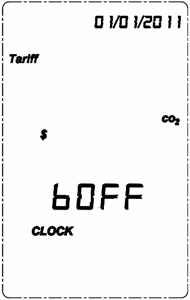 01/01/2011
Tariff
CO₂
$
bOFF
CLOCK